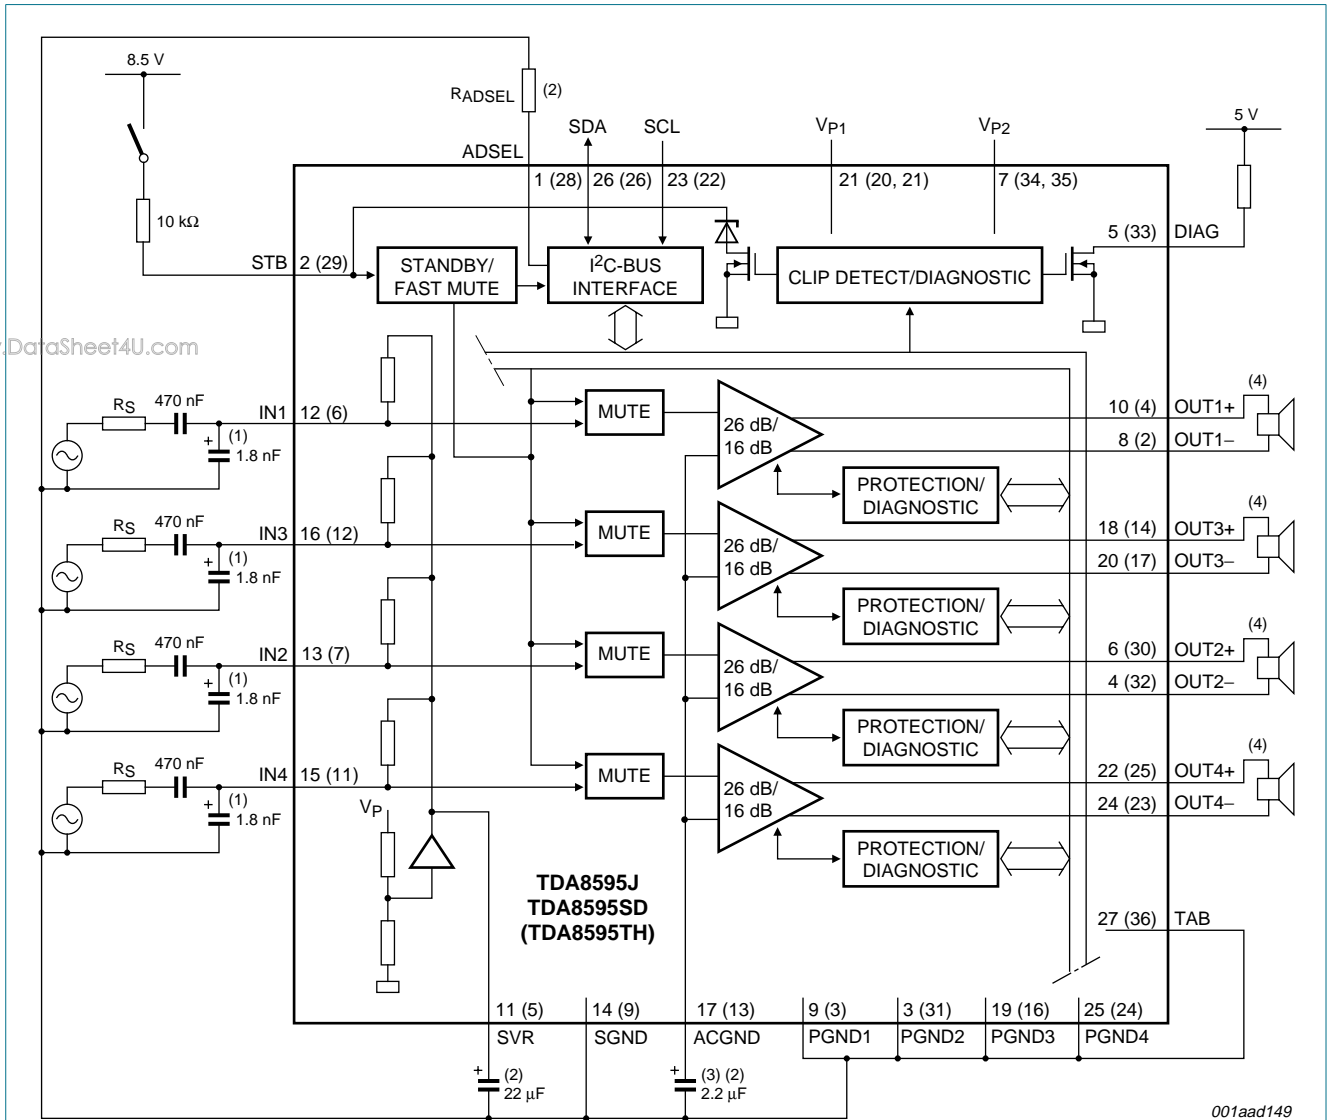 8.5 V
RADSEL (2)
SDA SCL VP1 VP2 5 V
ADSEL
1 (28) 26 (26) 23 (22) 21 (20, 21) 7 (34, 35)
10 kΩ
5 (33) DIAG
STB 2 (29)
STANDBY/
FAST MUTE
I2C-BUS
INTERFACE
CLIP DETECT/DIAGNOSTIC
.DataSheet4U.com
RS 470 nF IN1 12 (6)
(1)
1.8 nF
MUTE
26 dB/
16 dB
10 (4) OUT1+
8 (2) OUT1−
(4)
PROTECTION/
DIAGNOSTIC
RS 470 nF IN3 16 (12)
(1)
1.8 nF
MUTE
26 dB/
16 dB
18 (14) OUT3+
20 (17) OUT3−
(4)
PROTECTION/
DIAGNOSTIC
RS 470 nF IN2 13 (7)
(1)
1.8 nF
MUTE
26 dB/
16 dB
6 (30) OUT2+
4 (32) OUT2−
(4)
PROTECTION/
DIAGNOSTIC
RS 470 nF IN4 15 (11)
(1)
1.8 nF
MUTE
26 dB/
16 dB
22 (25) OUT4+
24 (23) OUT4−
(4)
PROTECTION/
DIAGNOSTIC
VP
TDA8595J
TDA8595SD
(TDA8595TH)
27 (36) TAB
11 (5) 14 (9) 17 (13) 9 (3) 3 (31) 19 (16) 25 (24)
SVR SGND ACGND PGND1 PGND2 PGND3 PGND4
+ (2)
22 μF
+ (3) (2)
2.2 μF
001aad149